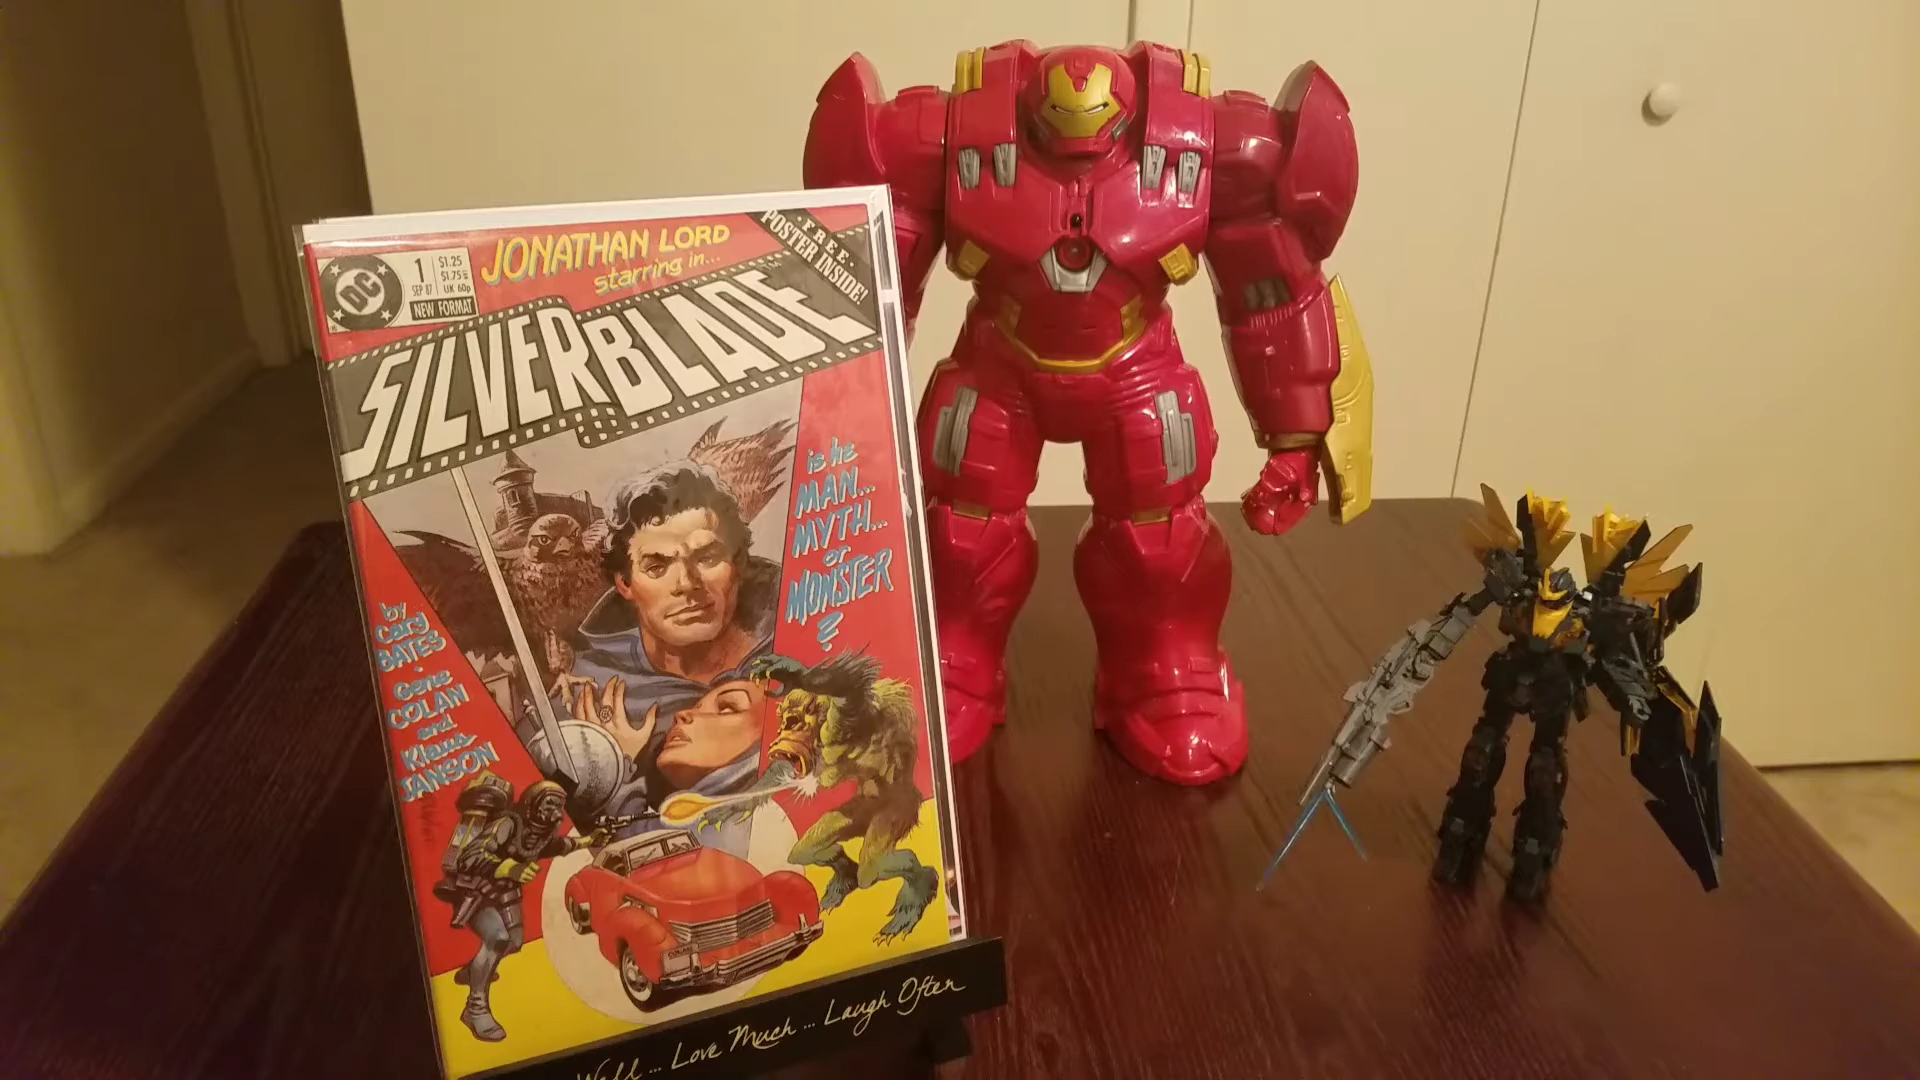 DC
1
SEP 87
$1.25
$1.75
UK 60p
NEW FORMAT
JONATHAN LORD
starring in...
·FREE·
POSTER INSIDE!
SILVERBLADE
is he
MAN...
MYTH...
or
MONSTER
?
by
Cary
BATES
·
Gene
COLAN
and
Klaus
JANSON
Well... Love Much... Laugh Often